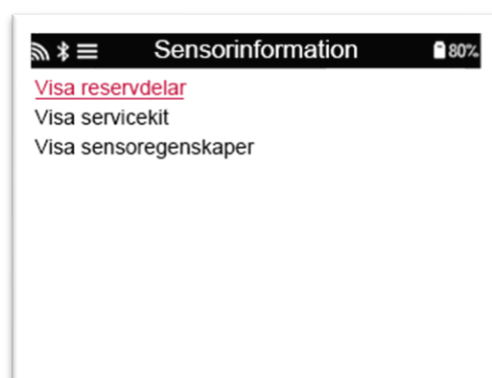 Sensorinformation 80%
Visa reservdelar
Visa servicekit
Visa sensoregenskaper